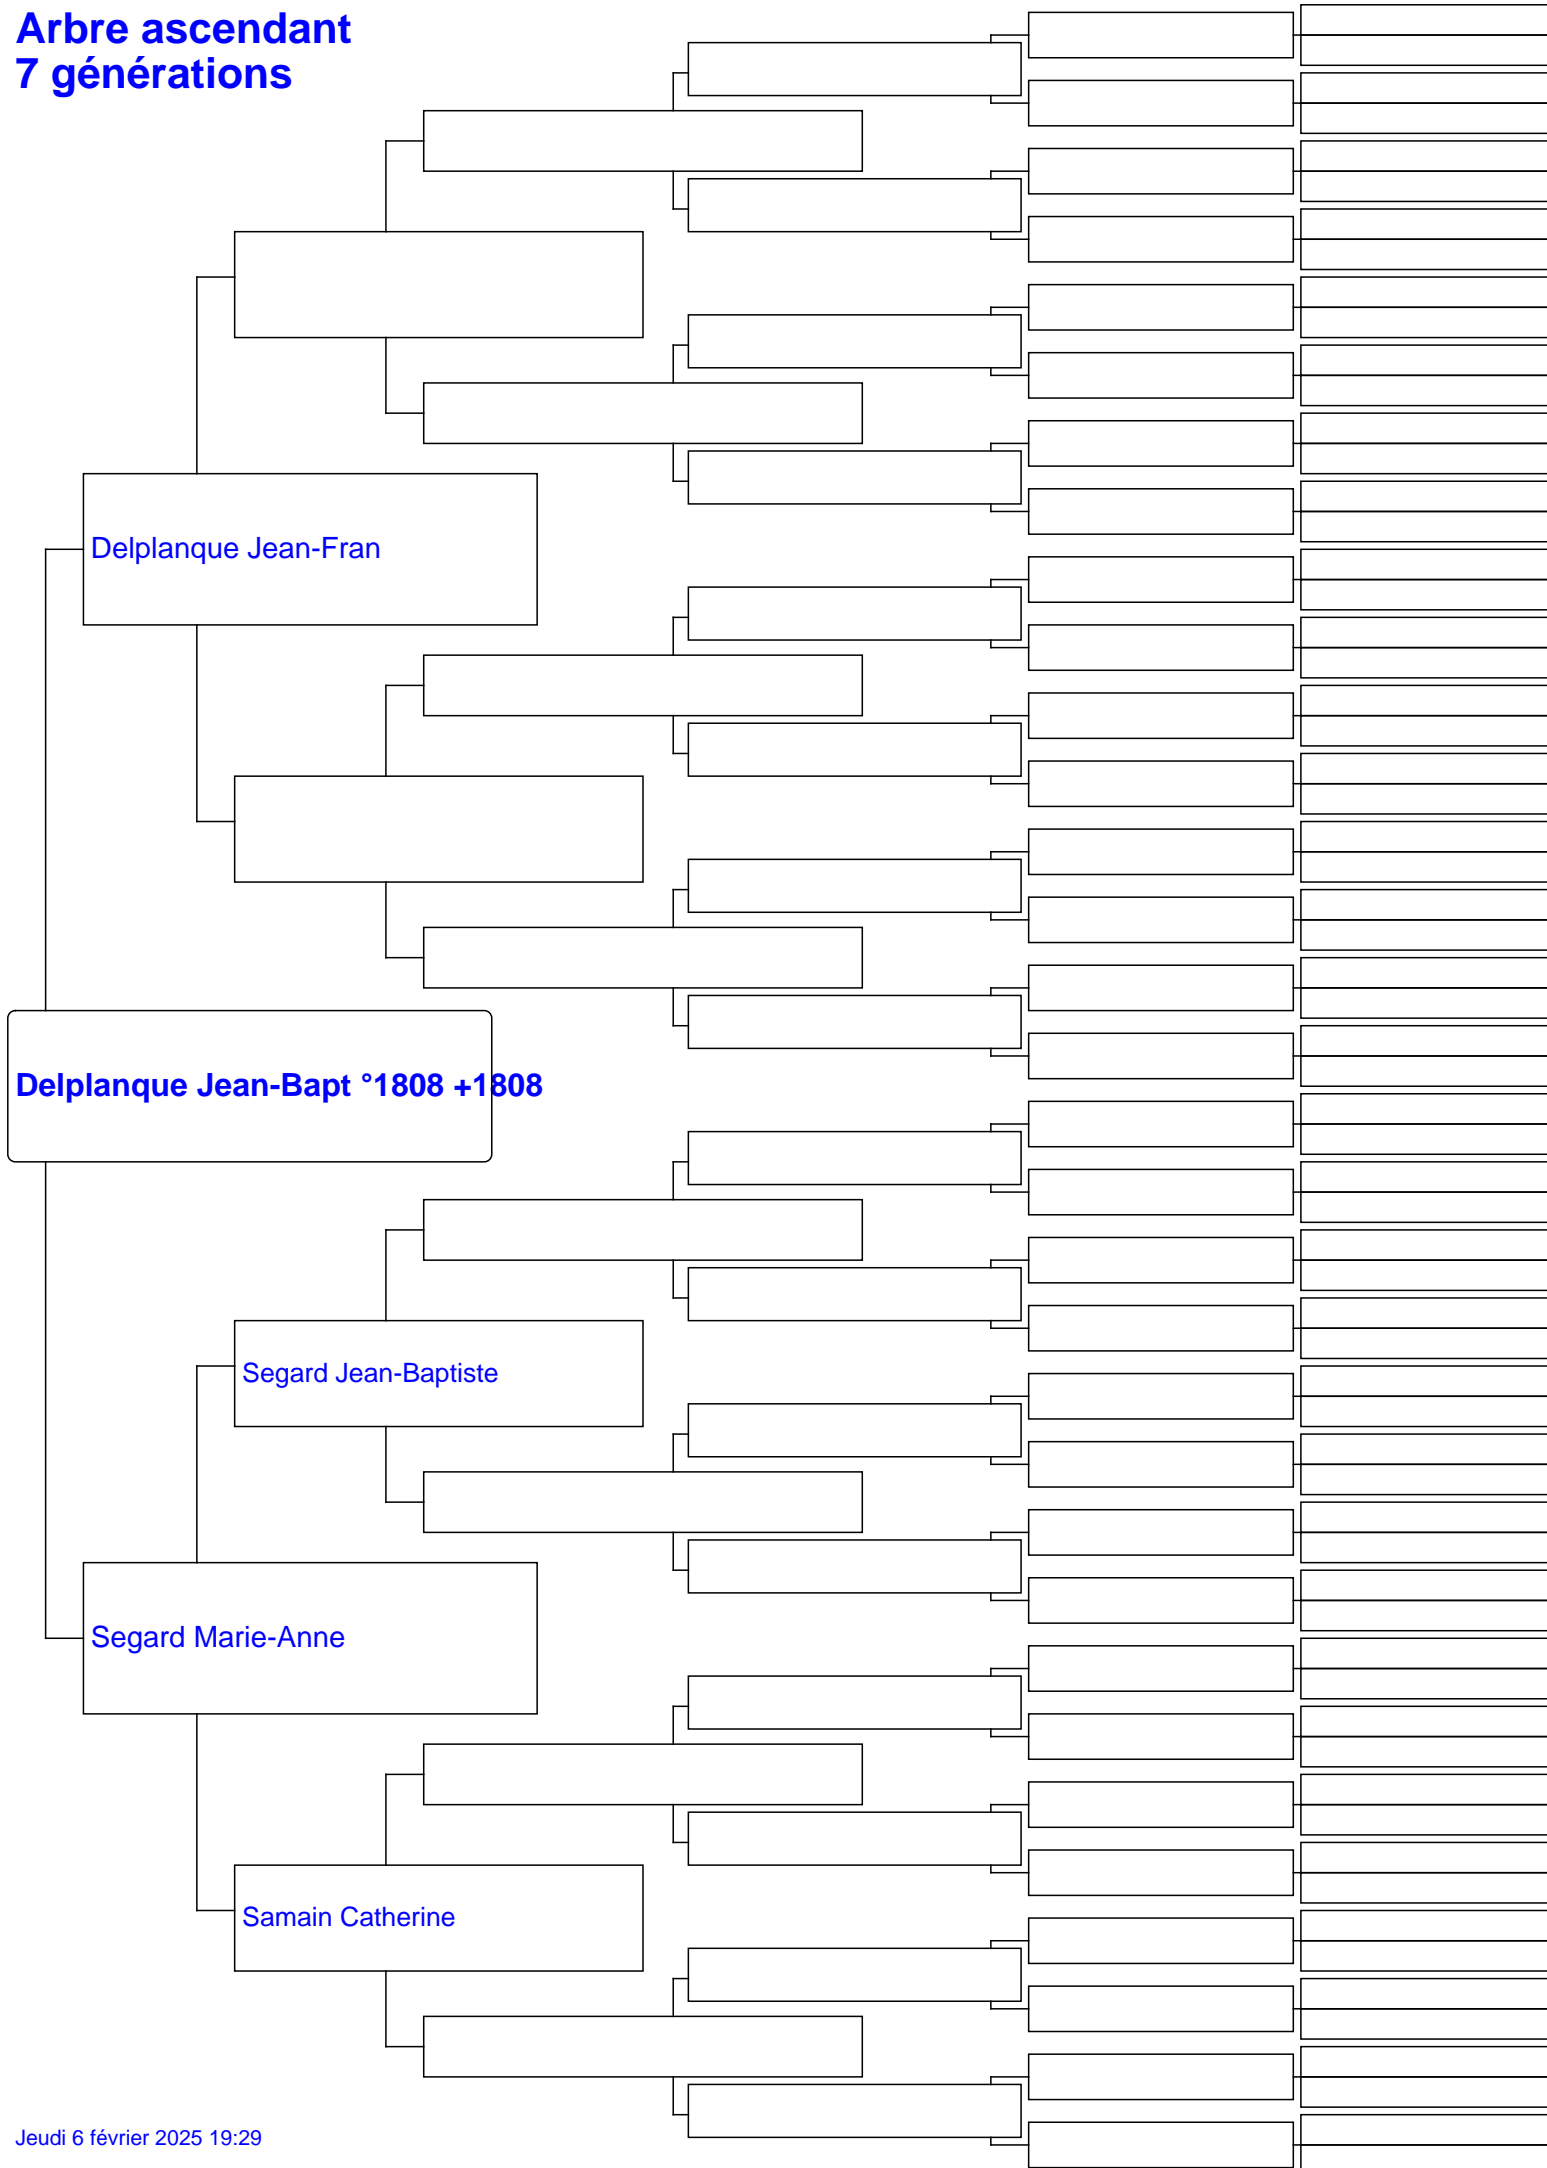 Arbre ascendant
7 générations
Delplanque Jean-Fran
Delplanque Jean-Bapt °1808 +1808
Segard Jean-Baptiste
Segard Marie-Anne
Samain Catherine
Jeudi 6 février 2025 19:29